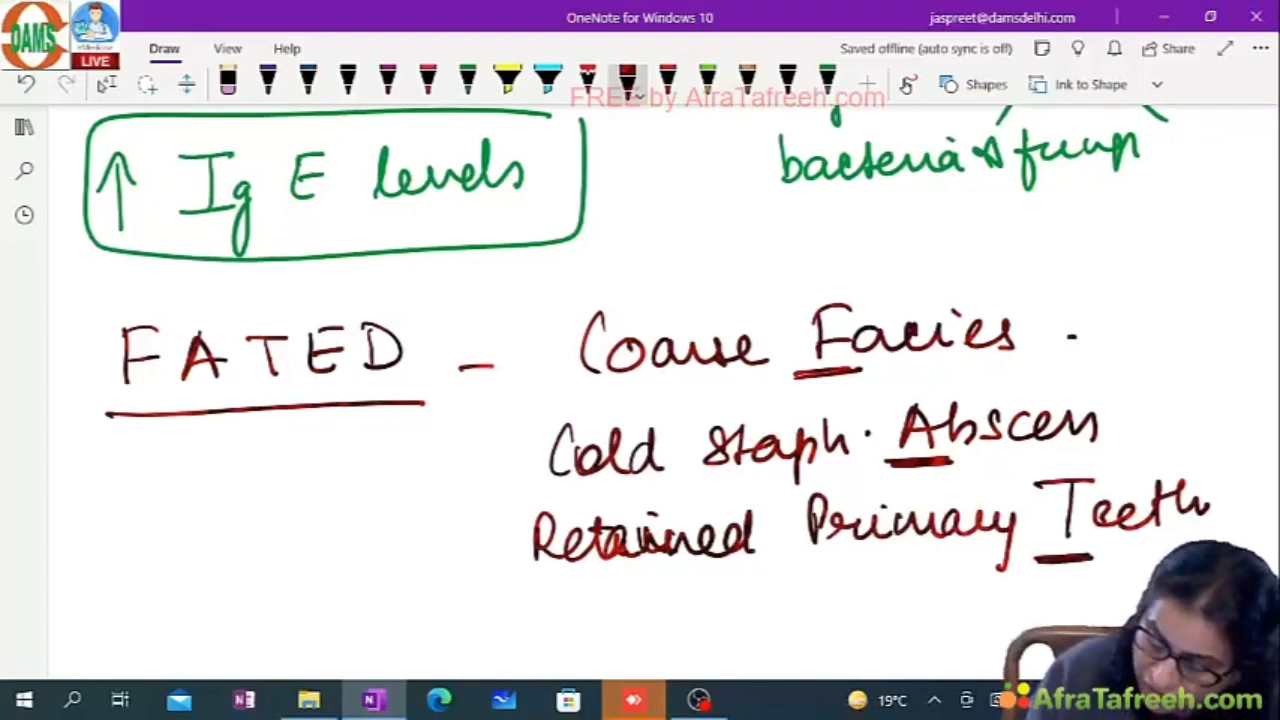 OneNote for Windows 10
jaspreet@damsdelhi.com
DAMS
eMedicoz
LIVE
Draw
View
Help
Saved offline (auto sync is off)
Share
Shapes
Ink to Shape
FREE by AfraTafreeh.com
↑ Ig E levels
bacteria & fungi
FATED - Coarse Facies.
Cold Staph. Abscess
Retained Primary Teeth
19°C
AfraTafreeh.com